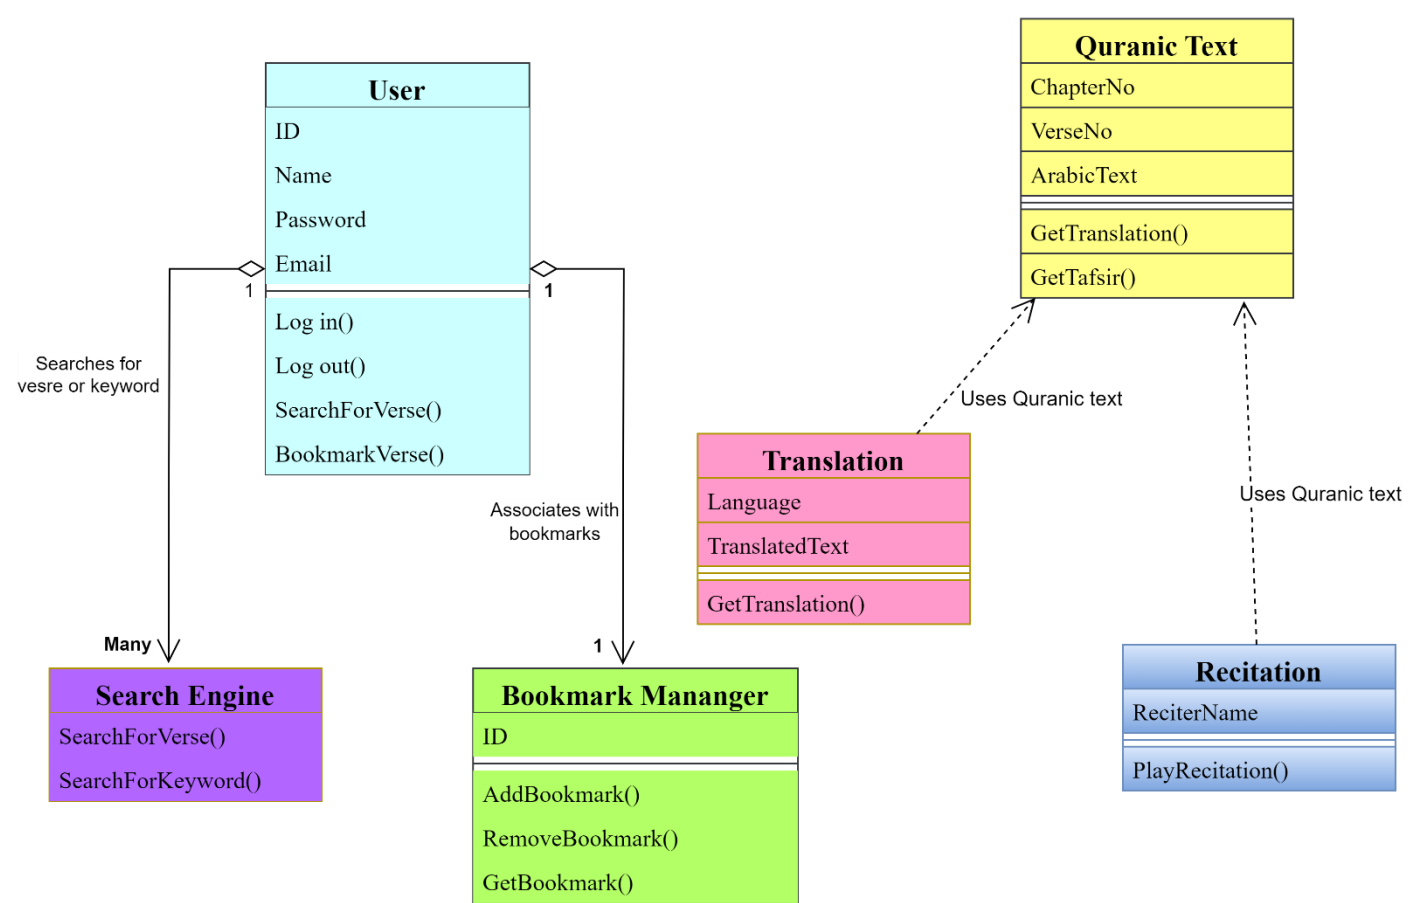 User
ID
Name
Password
Email
Log in()
Log out()
SearchForVerse()
BookmarkVerse()
1
1
Searches for
vesre or keyword
Many
Associates with
bookmarks
1
Search Engine
SearchForVerse()
SearchForKeyword()
Bookmark Mananger
ID
AddBookmark()
RemoveBookmark()
GetBookmark()
Quranic Text
ChapterNo
VerseNo
ArabicText
GetTranslation()
GetTafsir()
Uses Quranic text
Uses Quranic text
Translation
Language
TranslatedText
GetTranslation()
Recitation
ReciterName
PlayRecitation()